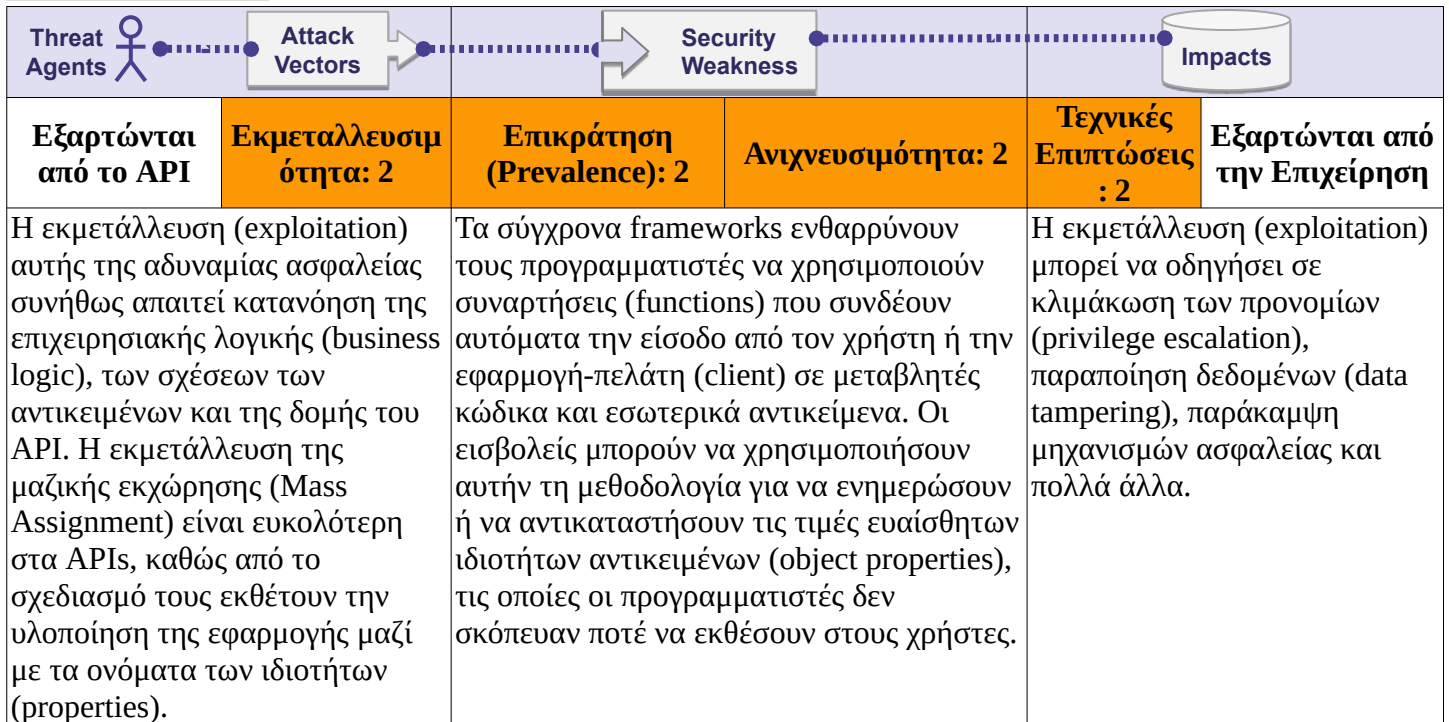 Threat
Agents
Attack
Vectors
Security
Weakness
Impacts
Εξαρτώνται
από το API
Εκμεταλλευσιμ
ότητα: 2
Επικράτηση
(Prevalence): 2
Ανιχνευσιμότητα: 2
Τεχνικές
Επιπτώσεις
: 2
Εξαρτώνται από
την Επιχείρηση
Η εκμετάλλευση (exploitation)
αυτής της αδυναμίας ασφαλείας
συνήθως απαιτεί κατανόηση της
επιχειρησιακής λογικής (business
logic), των σχέσεων των
αντικειμένων και της δομής του
API. Η εκμετάλλευση της
μαζικής εκχώρησης (Mass
Assignment) είναι ευκολότερη
στα APIs, καθώς από το
σχεδιασμό τους εκθέτουν την
υλοποίηση της εφαρμογής μαζί
με τα ονόματα των ιδιοτήτων
(properties).
Τα σύγχρονα frameworks ενθαρρύνουν
τους προγραμματιστές να χρησιμοποιούν
συναρτήσεις (functions) που συνδέουν
αυτόματα την είσοδο από τον χρήστη ή την
εφαρμογή-πελάτη (client) σε μεταβλητές
κώδικα και εσωτερικά αντικείμενα. Οι
εισβολείς μπορούν να χρησιμοποιήσουν
αυτήν τη μεθοδολογία για να ενημερώσουν
ή να αντικαταστήσουν τις τιμές ευαίσθητων
ιδιοτήτων αντικειμένων (object properties),
τις οποίες οι προγραμματιστές δεν
σκόπευαν ποτέ να εκθέσουν στους χρήστες.
Η εκμετάλλευση (exploitation)
μπορεί να οδηγήσει σε
κλιμάκωση των προνομίων
(privilege escalation),
παραποίηση δεδομένων (data
tampering), παράκαμψη
μηχανισμών ασφαλείας και
πολλά άλλα.